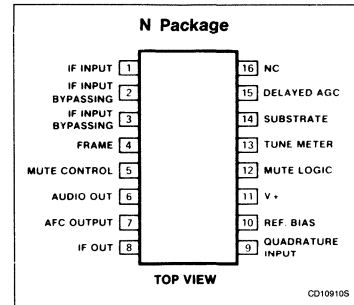 N Package
IF INPUT 1
IF INPUT
BYPASSING 2
IF INPUT
BYPASSING 3
FRAME 4
MUTE CONTROL 5
AUDIO OUT 6
AFC OUTPUT 7
IF OUT 8
16 NC
15 DELAYED AGC
14 SUBSTRATE
13 TUNE METER
12 MUTE LOGIC
11 V +
10 REF. BIAS
9 QUADRATURE
INPUT
TOP VIEW
CD10910S